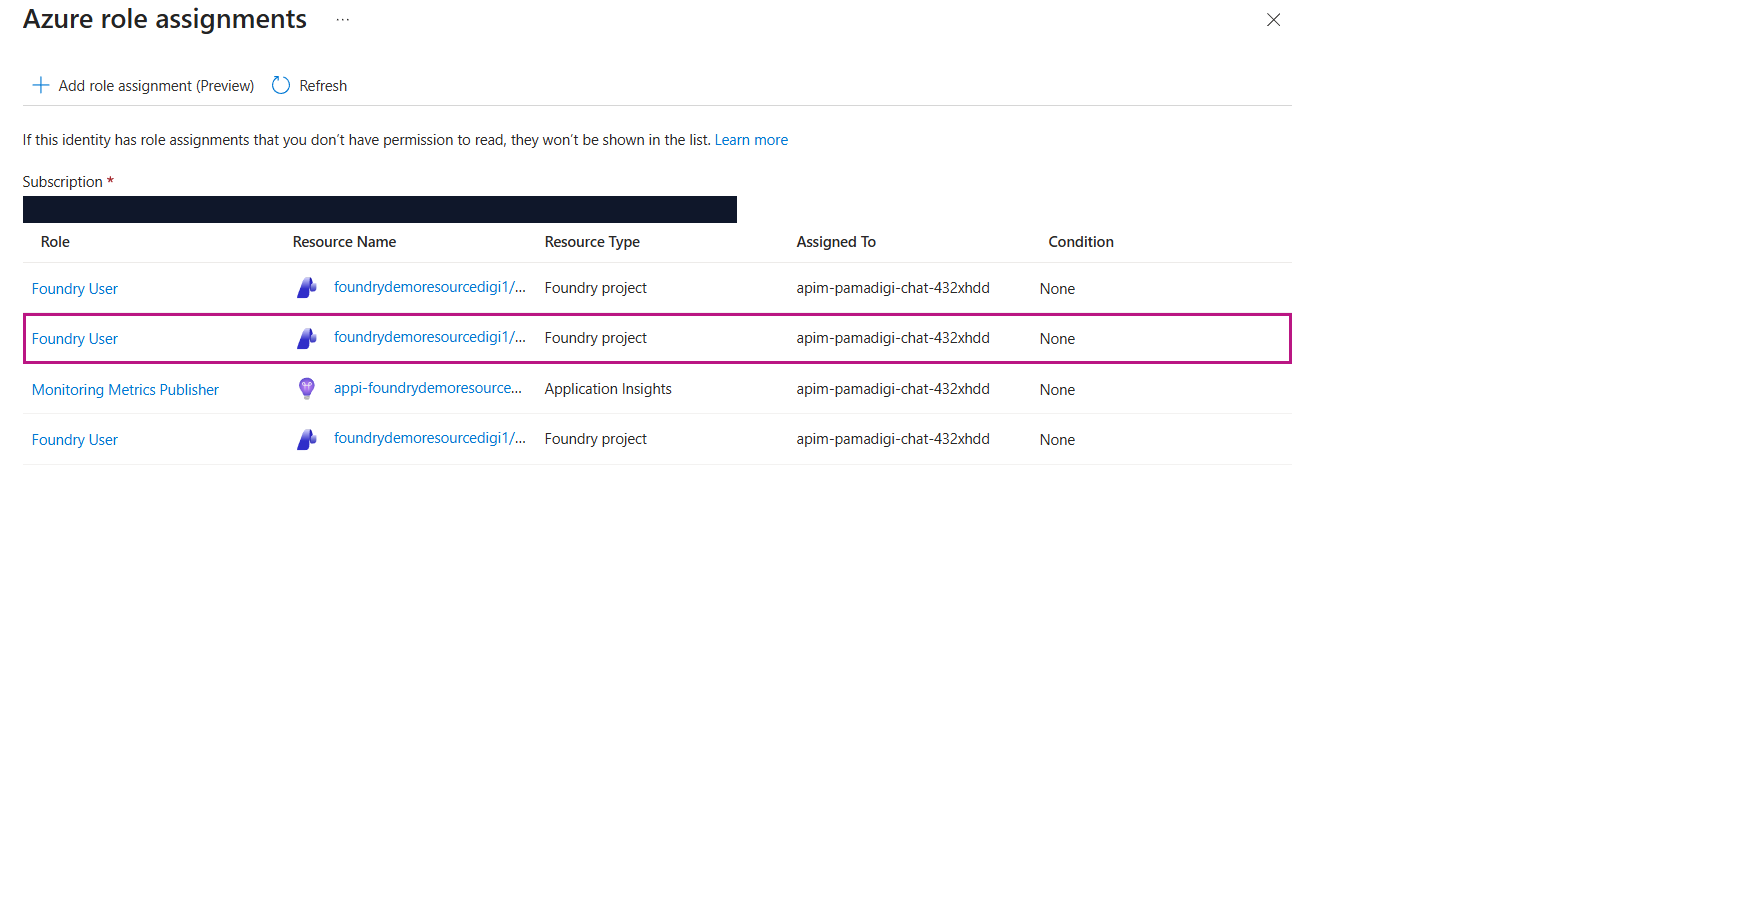 Azure role assignments ...
Add role assignment (Preview) Refresh
If this identity has role assignments that you don't have permission to read, they won't be shown in the list. Learn more
Subscription *
Role Resource Name Resource Type Assigned To Condition
Foundry User foundrydemoresourcedigi1/... Foundry project apim-pamadigi-chat-432xhdd None
Foundry User foundrydemoresourcedigi1/... Foundry project apim-pamadigi-chat-432xhdd None
Monitoring Metrics Publisher appi-foundrydemoresource... Application Insights apim-pamadigi-chat-432xhdd None
Foundry User foundrydemoresourcedigi1/... Foundry project apim-pamadigi-chat-432xhdd None